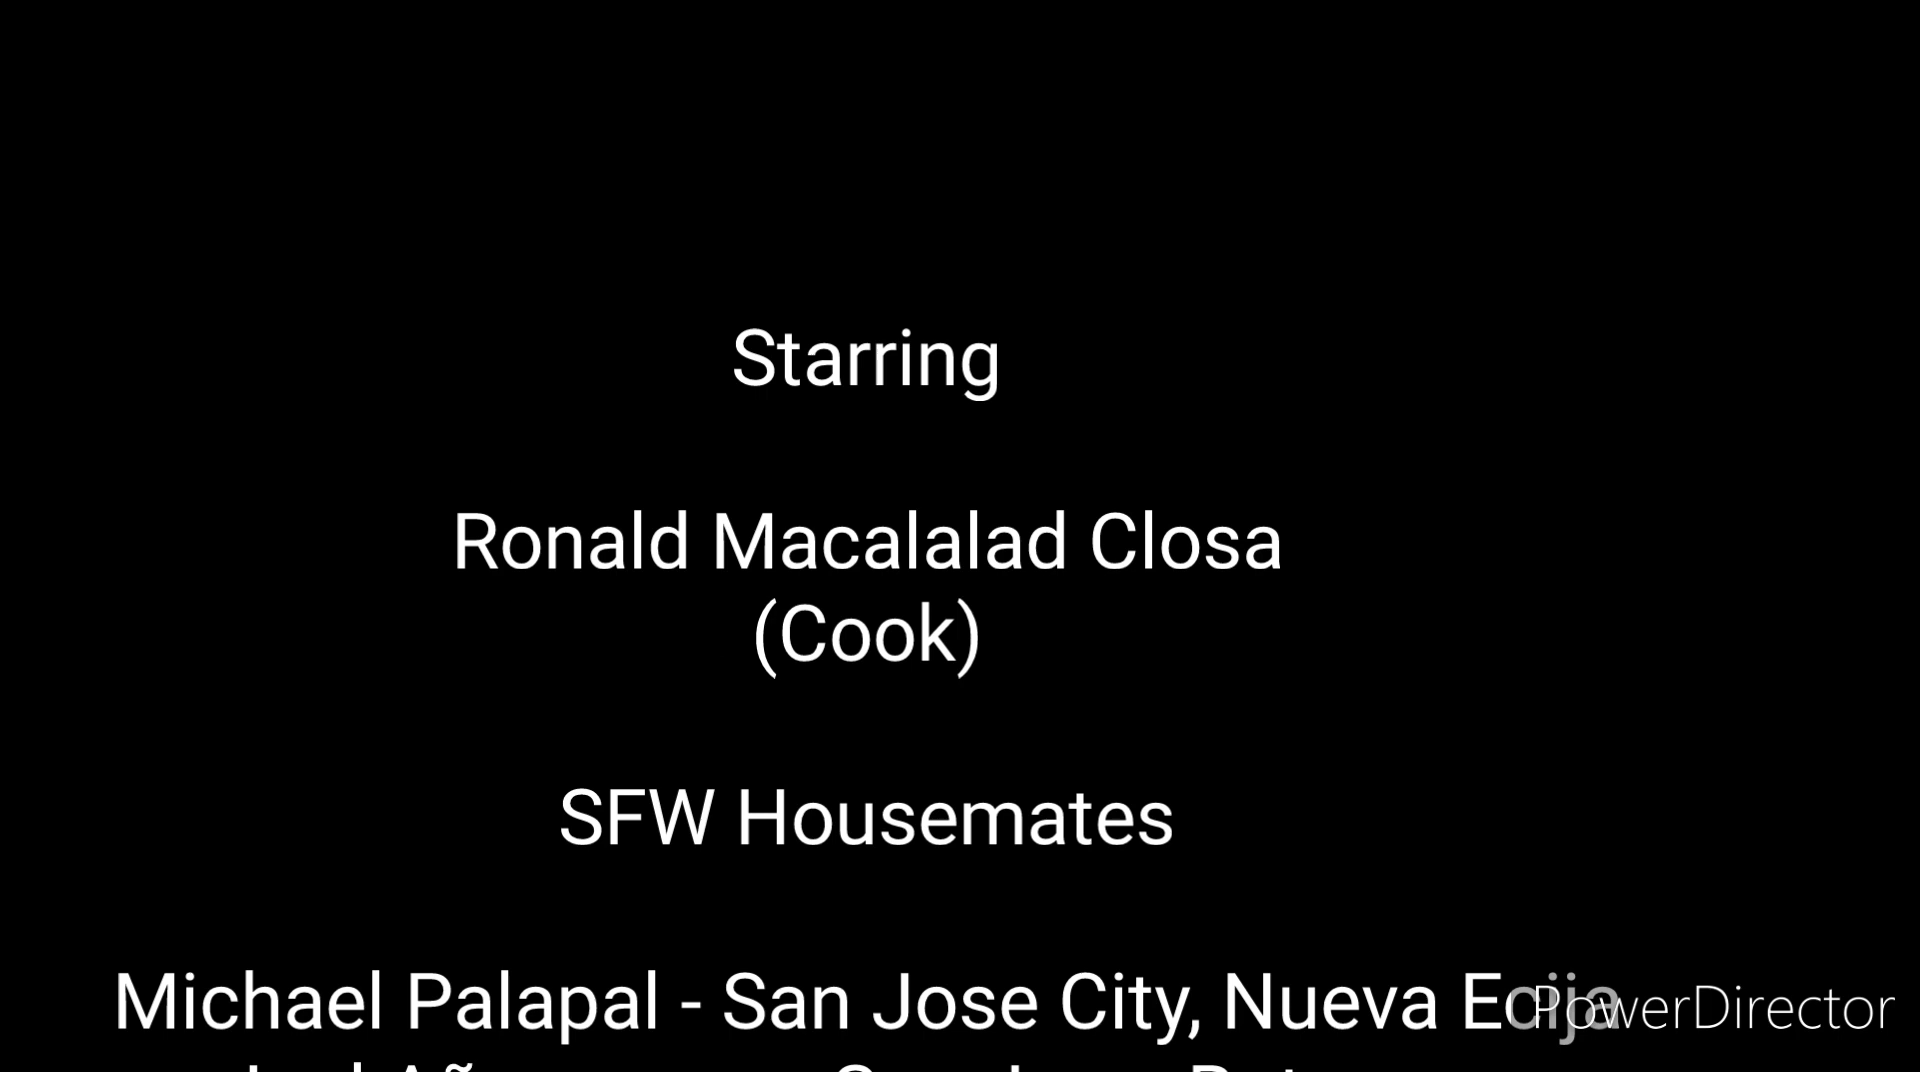 Starring
Ronald Macalalad Closa
(Cook)
SFW Housemates
Michael Palapal - San Jose City, Nueva Ecija
PowerDirector